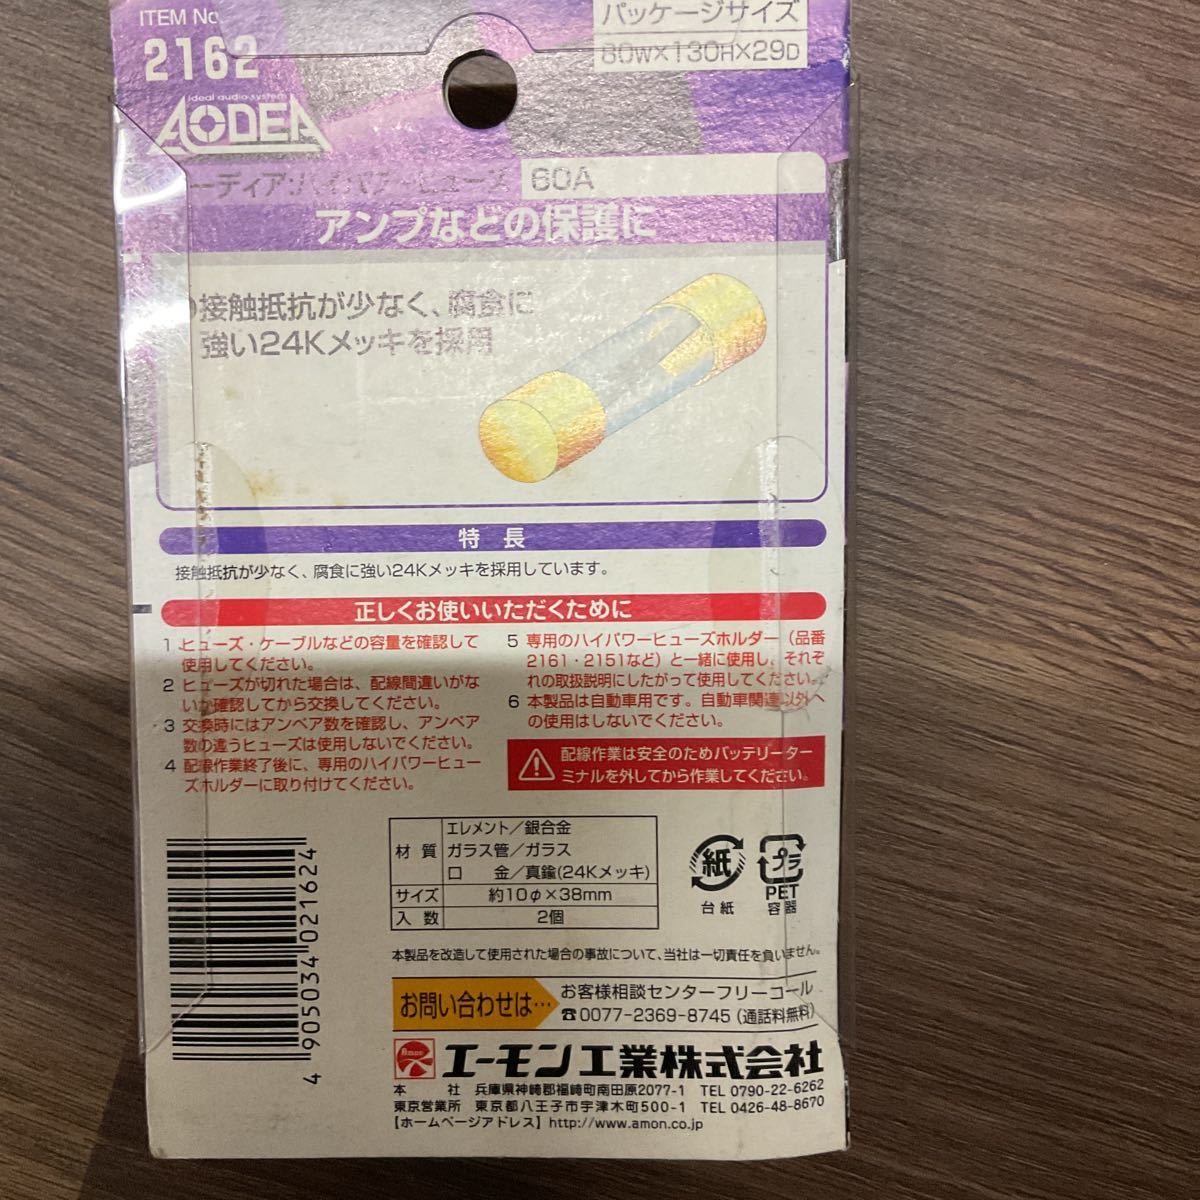 ITEM No.
2162
パッケージサイズ
80W×130H×29D
ideal audio system
AODEA
ーディア・ハイパワーヒューズ 60A
アンプなどの保護に
接触抵抗が少なく、腐食に
強い24Kメッキを採用
特 長
接触抵抗が少なく、腐食に強い24Kメッキを採用しています。
正しくお使いいただくために
1 ヒューズ・ケーブルなどの容量を確認して
使用してください。
2 ヒューズが切れた場合は、配線間違いがな
いか確認してから交換してください。
3 交換時にはアンペア数を確認し、アンペア
数の違うヒューズは使用しないでください。
4 配線作業終了後に、専用のハイパワーヒュー
ズホルダーに取り付けてください。
5 専用のハイパワーヒューズホルダー（品番
2161・2151など）と一緒に使用し、それぞ
れの取扱説明にしたがって使用してください。
6 本製品は自動車用です。自動車関連以外へ
の使用はしないでください。
配線作業は安全のためバッテリーター
ミナルを外してから作業してください。
材 質
エレメント／銀合金
ガラス管／ガラス
口 金／真鍮(24Kメッキ)
サイズ 約10φ×38mm
入 数 2個
紙
台紙
プラ
PET
容器
4 905034 021624
本製品を改造して使用された場合の事故について、当社は一切責任を負いません。
お問い合わせは…
お客様相談センターフリーコール
☎0077-2369-8745（通話料無料）
Amon
エーモン工業株式会社
本 社 兵庫県神崎郡福崎町南田原2077-1 TEL 0790-22-6262
東京営業所 東京都八王子市宇津木町500-1 TEL 0426-48-8670
【ホームページアドレス】http://www.amon.co.jp